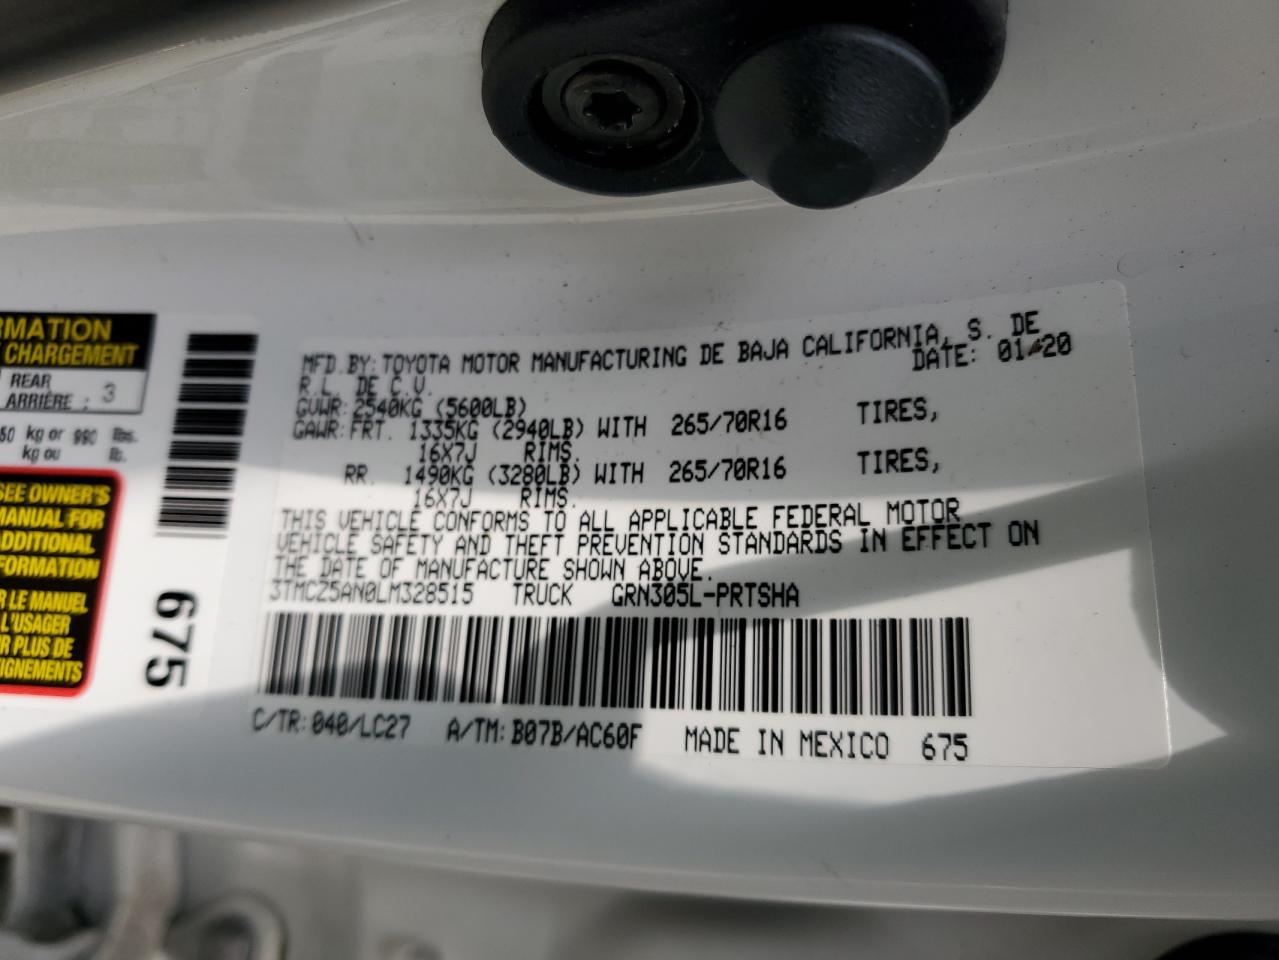 RMATION
CHARGEMENT
REAR
ARRIÈRE : 3
50 kg or 990 lbs.
kg ou lb.
SEE OWNER'S
MANUAL FOR
ADDITIONAL
FORMATION
R LE MANUEL
L'USAGER
R PLUS DE
IGNEMENTS
675
MFD. BY: TOYOTA MOTOR MANUFACTURING DE BAJA CALIFORNIA, S. DE
R.L. DE C.V. DATE: 01/20
GVWR: 2540KG (5600LB)
GAWR: FRT. 1335KG (2940LB) WITH 265/70R16 TIRES,
16X7J RIMS.
RR. 1490KG (3280LB) WITH 265/70R16 TIRES,
16X7J RIMS.
THIS VEHICLE CONFORMS TO ALL APPLICABLE FEDERAL MOTOR
VEHICLE SAFETY AND THEFT PREVENTION STANDARDS IN EFFECT ON
THE DATE OF MANUFACTURE SHOWN ABOVE.
3TMCZ5AN0LM328515 TRUCK GRN305L-PRTSHA
C/TR: 040/LC27 A/TM: B07B/AC60F MADE IN MEXICO 675